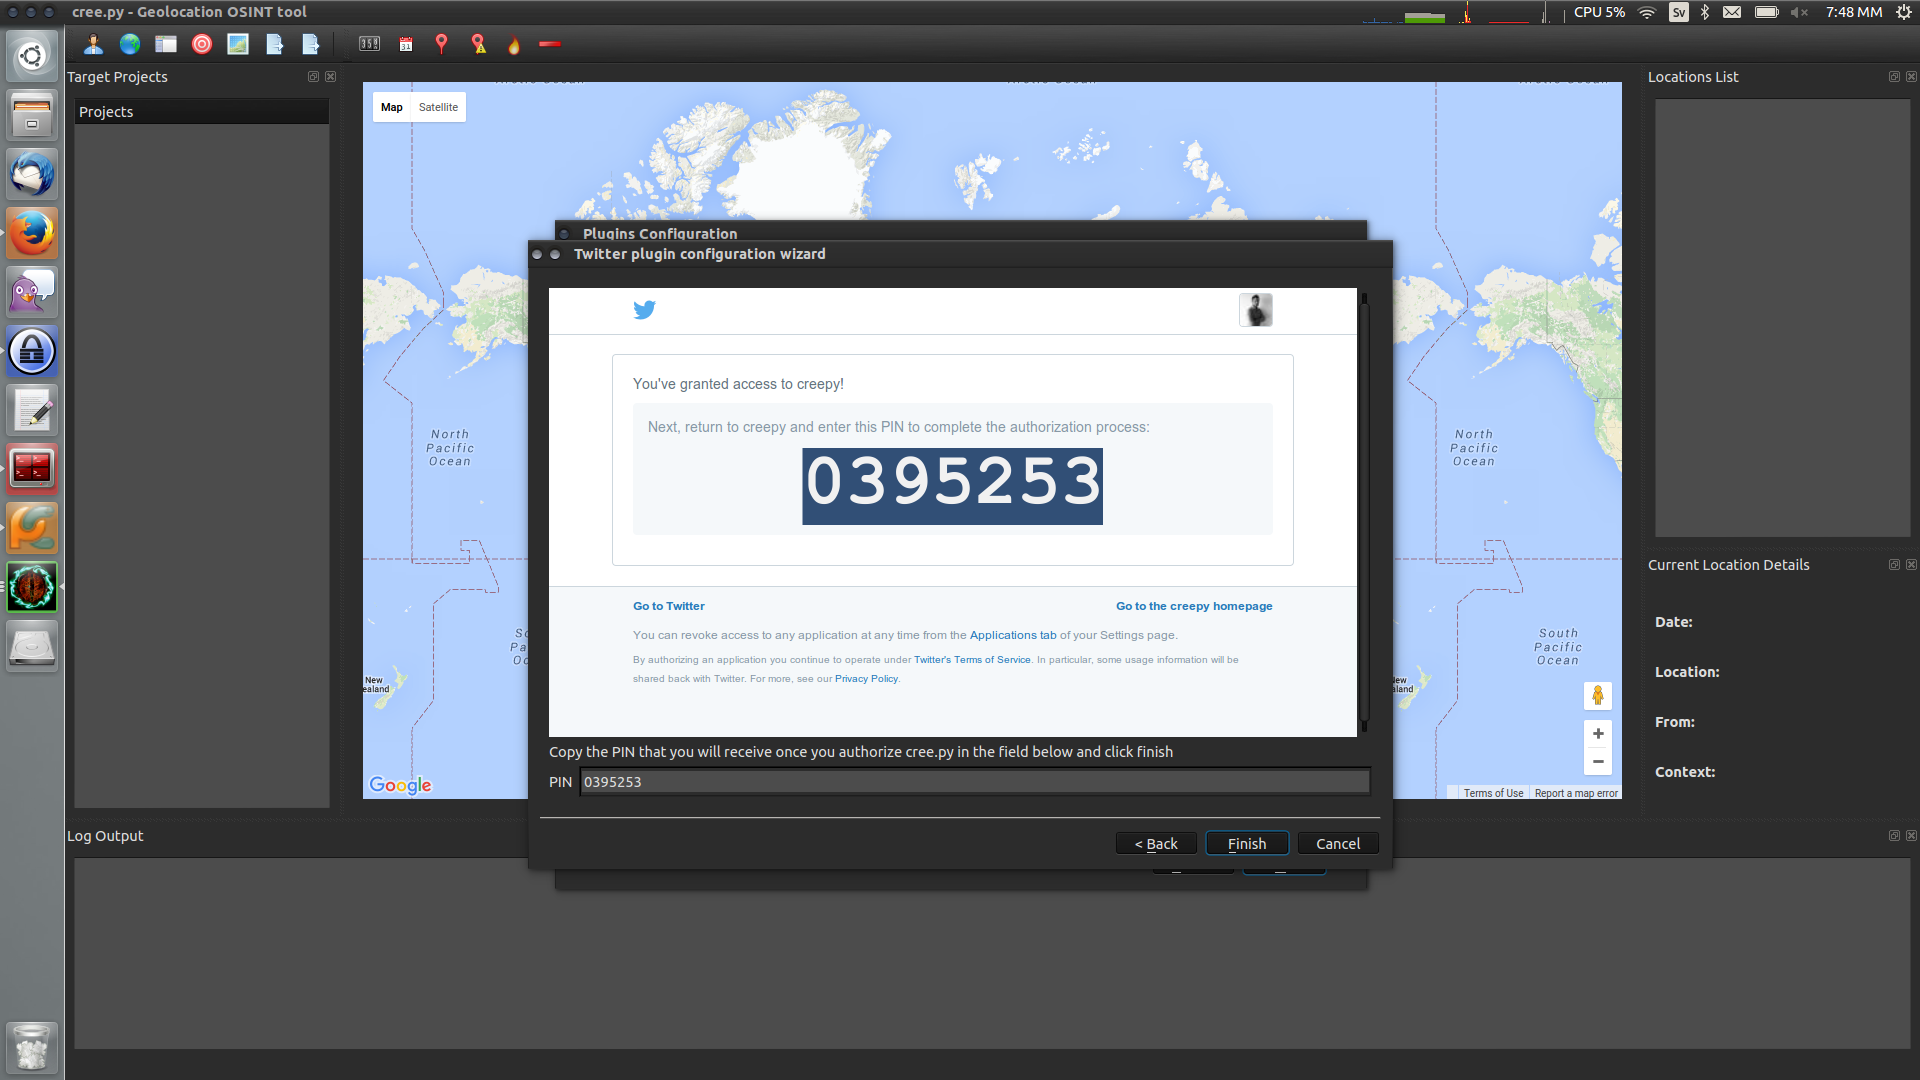 cree.py - Geolocation OSINT tool
CPU 5%
Sv
7:48 MM
Target Projects
Locations List
Projects
Map
Satellite
Plugins Configuration
Twitter plugin configuration wizard
You've granted access to creepy!
Next, return to creepy and enter this PIN to complete the authorization process:
0395253
Go to Twitter
Go to the creepy homepage
You can revoke access to any application at any time from the Applications tab of your Settings page.
By authorizing an application you continue to operate under Twitter's Terms of Service. In particular, some usage information will be
shared back with Twitter. For more, see our Privacy Policy.
Copy the PIN that you will receive once you authorize cree.py in the field below and click finish
PIN
0395253
< Back
Finish
Cancel
North
Pacific
Ocean
North
Pacific
Ocean
South
Pacific
Ocean
New
ealand
Google
Terms of Use
Report a map error
Current Location Details
Date:
Location:
From:
Context:
Log Output